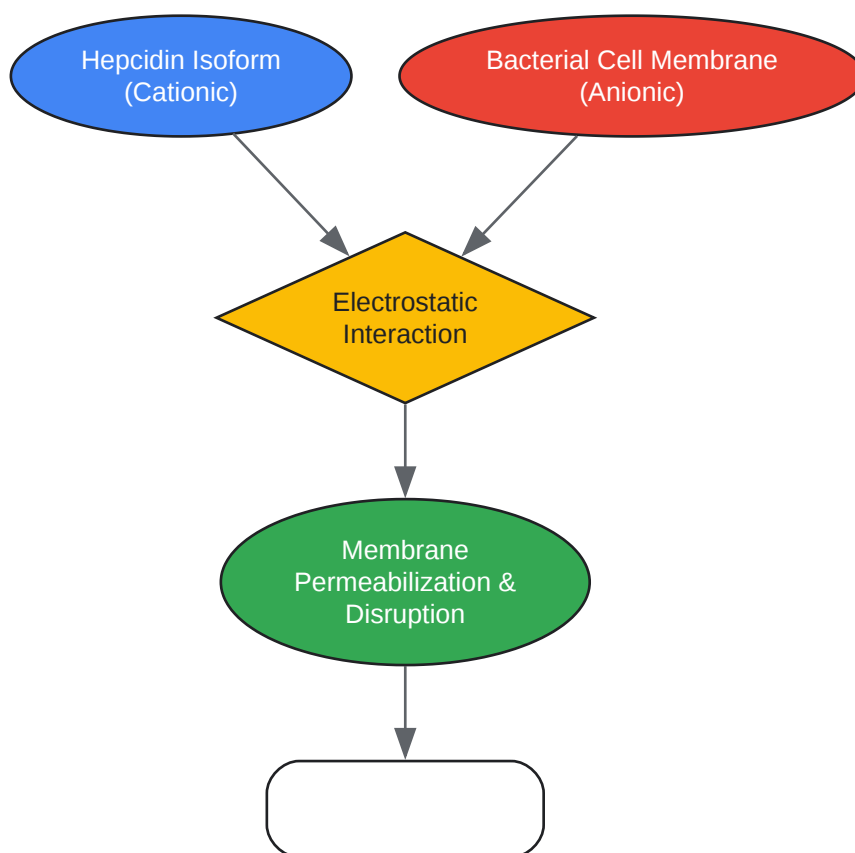 Hepcidin Isoform
(Cationic)
Bacterial Cell Membrane
(Anionic)
Electrostatic
Interaction
Membrane
Permeabilization &
Disruption